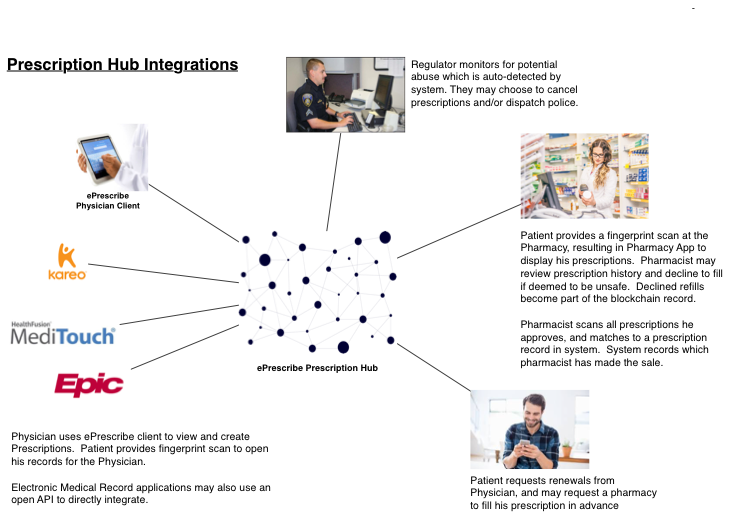 Prescription Hub Integrations
Regulator monitors for potential
abuse which is auto-detected by
system. They may choose to cancel
prescriptions and/or dispatch police.
ePrescribe
Physician Client
kareo
HealthFusion®
MediTouch®
Epic
ePrescribe Prescription Hub
Patient provides a fingerprint scan at the
Pharmacy, resulting in Pharmacy App to
display his prescriptions. Pharmacist may
review prescription history and decline to fill
if deemed to be unsafe. Declined refills
become part of the blockchain record.
Pharmacist scans all prescriptions he
approves, and matches to a prescription
record in system. System records which
pharmacist has made the sale.
Physician uses ePrescribe client to view and create
Prescriptions. Patient provides fingerprint scan to open
his records for the Physician.
Electronic Medical Record applications may also use an
open API to directly integrate.
Patient requests renewals from
Physician, and may request a pharmacy
to fill his prescription in advance